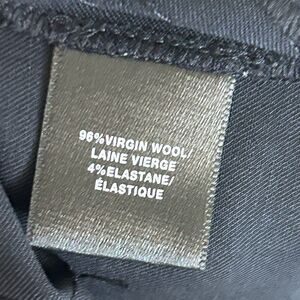 96%VIRGIN WOOL/
LAINE VIERGE
4%ELASTANE/
ÉLASTIQUE